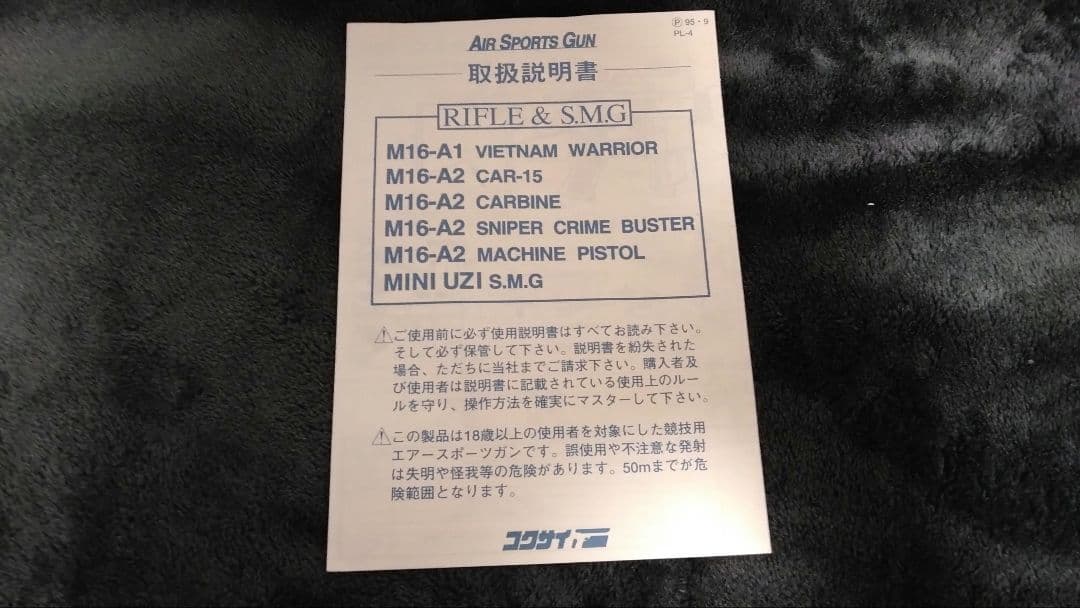 Ⓟ 95・9
PL-4
AIR SPORTS GUN
取扱説明書
RIFLE & S.M.G
M16-A1 VIETNAM WARRIOR
M16-A2 CAR-15
M16-A2 CARBINE
M16-A2 SNIPER CRIME BUSTER
M16-A2 MACHINE PISTOL
MINI UZI S.M.G
ご使用前に必ず使用説明書はすべてお読み下さい。
そして必ず保管して下さい。説明書を紛失された
場合、ただちに当社までご請求下さい。購入者及
び使用者は説明書に記載されている使用上のルー
ルを守り、操作方法を確実にマスターして下さい。
この製品は18歳以上の使用者を対象にした競技用
エアースポーツガンです。誤使用や不注意な発射
は失明や怪我等の危険があります。50mまでが危
険範囲となります。
コクサイ